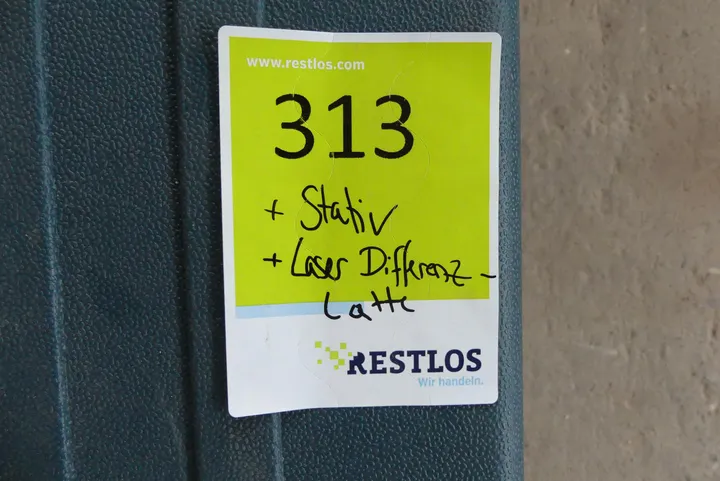 www.restlos.com
313
+ Stativ
+ Laser Differenz-
Latte
RESTLOS
Wir handeln.